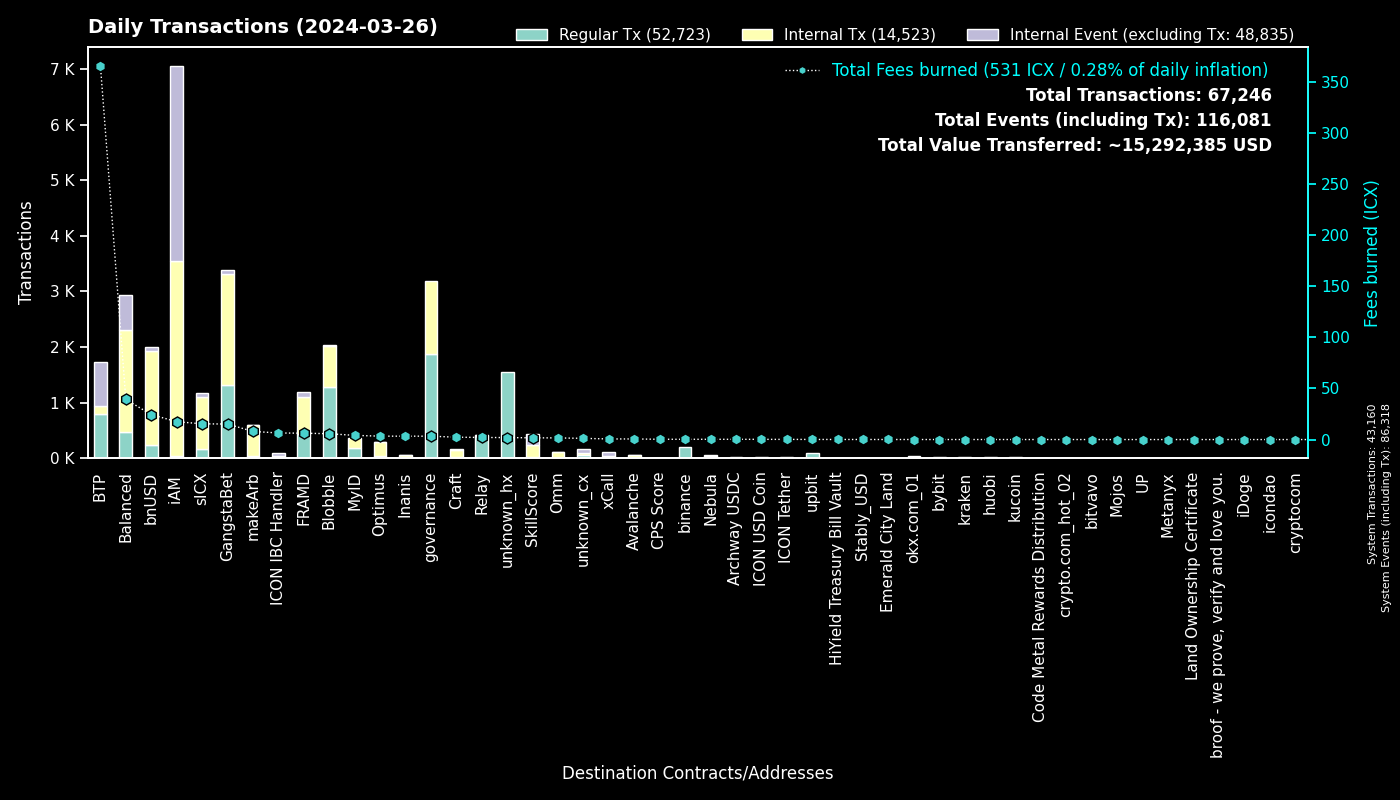 Daily Transactions (2024-03-26)
Regular Tx (52,723)
Internal Tx (14,523)
Internal Event (excluding Tx: 48,835)
Total Fees burned (531 ICX / 0.28% of daily inflation)
Total Transactions: 67,246
Total Events (including Tx): 116,081
Total Value Transferred: ~15,292,385 USD
Transactions
7 K
6 K
5 K
4 K
3 K
2 K
1 K
0 K
350
300
250
200
150
100
50
0
Fees burned (ICX)
System Transactions: 43,160
System Events (including Tx): 86,318
BTP
Balanced
bnUSD
iAM
sICX
GangstaBet
makeArb
ICON IBC Handler
FRAMD
Blobble
MyID
Optimus
Inanis
governance
Craft
Relay
unknown_hx
SkillScore
Omm
unknown_cx
xCall
Avalanche
CPS Score
binance
Nebula
Archway USDC
ICON USD Coin
ICON Tether
upbit
HiYield Treasury Bill Vault
Stably_USD
Emerald City Land
okx.com_01
bybit
kraken
huobi
kucoin
Code Metal Rewards Distribution
crypto.com_hot_02
bitvavo
Mojos
UP
Metanyx
Land Ownership Certificate
broof - we prove, verify and love you.
iDoge
icondao
cryptocom
Destination Contracts/Addresses